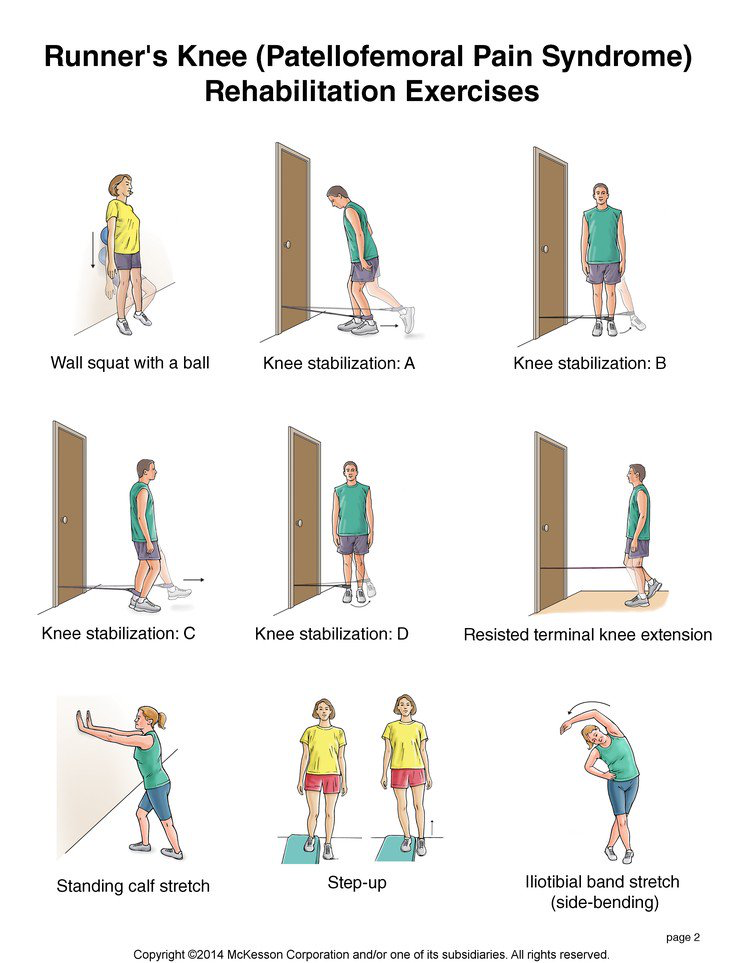 Runner's Knee (Patellofemoral Pain Syndrome)
Rehabilitation Exercises
Wall squat with a ball
Knee stabilization: A
Knee stabilization: B
Knee stabilization: C
Knee stabilization: D
Resisted terminal knee extension
Standing calf stretch
Step-up
Iliotibial band stretch
(side-bending)
page 2
Copyright ©2014 McKesson Corporation and/or one of its subsidiaries. All rights reserved.